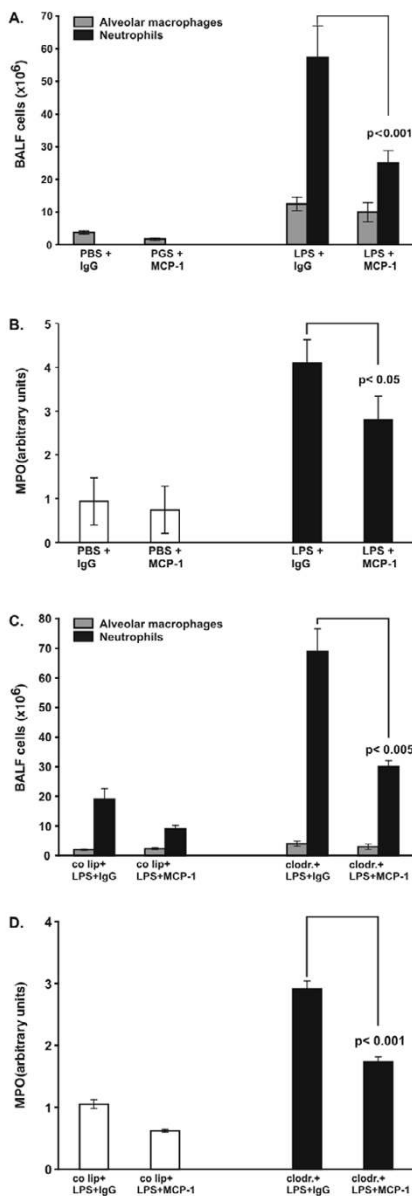 A.
Alveolar macrophages
Neutrophils
BALF cells (x10⁶)
70
60
50
40
30
20
10
0
p<0.001
PBS + PGS + LPS + LPS +
IgG MCP-1 IgG MCP-1
B.
MPO(arbitrary units)
5
4
3
2
1
0
p< 0.05
PBS + PBS + LPS + LPS +
IgG MCP-1 IgG MCP-1
C.
Alveolar macrophages
Neutrophils
BALF cells (x10⁶)
80
70
60
50
40
30
20
10
0
p< 0.005
co lip+ co lip+ clodr.+ clodr.+
LPS+IgG LPS+MCP-1 LPS+IgG LPS+MCP-1
D.
MPO(arbitrary units)
4
3
2
1
0
p< 0.001
co lip+ co lip+ clodr.+ clodr.+
LPS+IgG LPS+MCP-1 LPS+IgG LPS+MCP-1